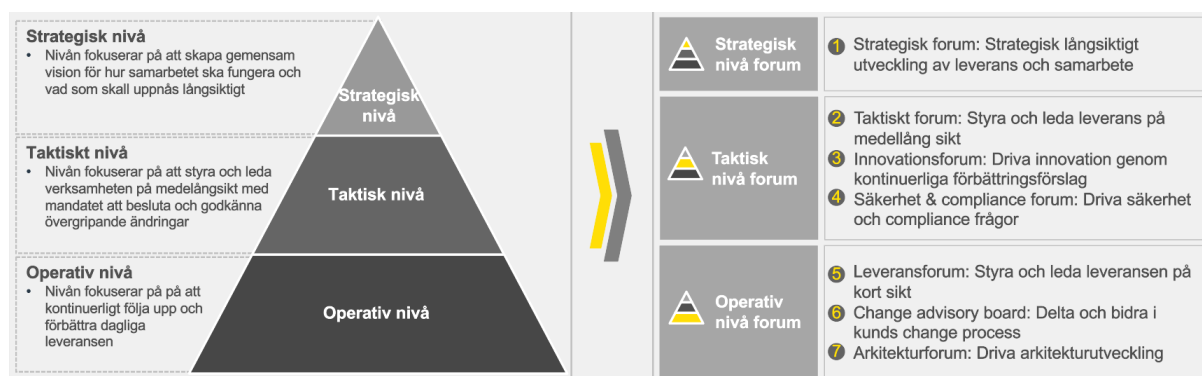 Strategisk nivå
• Nivån fokuserar på att skapa gemensam
vision för hur samarbetet ska fungera och
vad som skall uppnås långsiktigt
Taktiskt nivå
• Nivån fokuserar på att styra och leda
verksamheten på medelångsikt med
mandatet att besluta och godkänna
övergripande ändringar
Operativ nivå
• Nivån fokuserar på på att
kontinuerligt följa upp och
förbättra dagliga
leveransen
Strategisk
nivå
Taktisk nivå
Operativ nivå
Strategisk
nivå forum
1 Strategisk forum: Strategisk långsiktigt
utveckling av leverans och samarbete
Taktisk
nivå forum
2 Taktiskt forum: Styra och leda leverans på
medellång sikt
3 Innovationsforum: Driva innovation genom
kontinuerliga förbättringsförslag
4 Säkerhet & compliance forum: Driva säkerhet
och compliance frågor
Operativ
nivå forum
5 Leveransforum: Styra och leda leveransen på
kort sikt
6 Change advisory board: Delta och bidra i
kunds change process
7 Arkitekturforum: Driva arkitekturutveckling